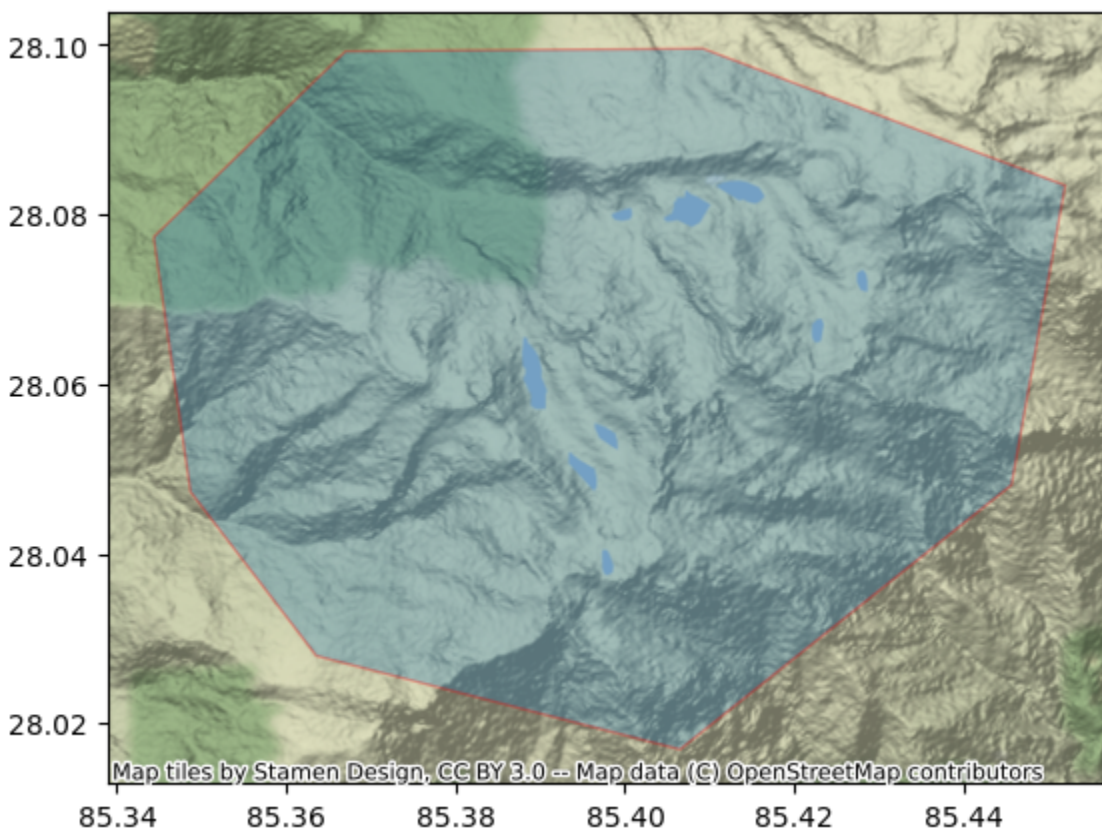 28.10
28.08
28.06
28.04
28.02
Map tiles by Stamen Design, CC BY 3.0 -- Map data (C) OpenStreetMap contributors
85.34 85.36 85.38 85.40 85.42 85.44